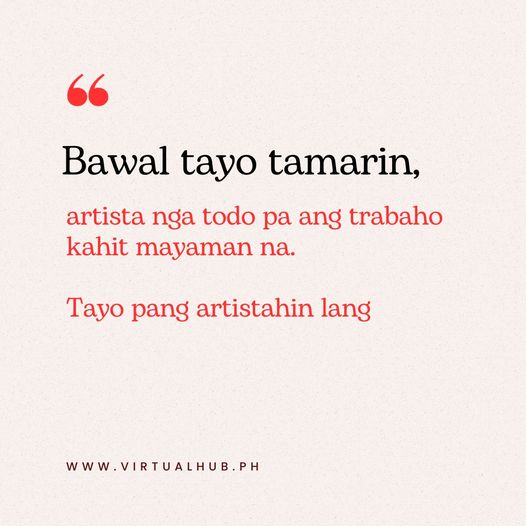 ❝
Bawal tayo tamarin,
artista nga todo pa ang trabaho
kahit mayaman na.
Tayo pang artistahin lang
WWW.VIRTUALHUB.PH